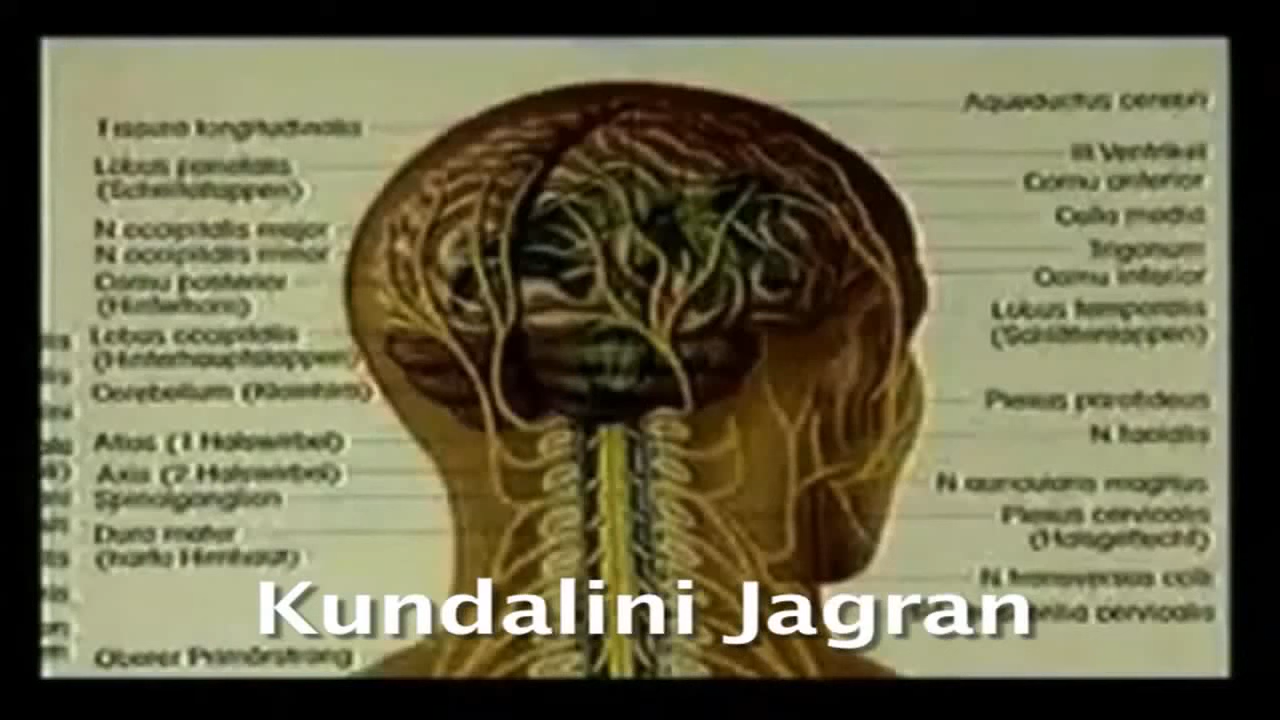 Fissura longitudinalis
Lobus parietalis
(Scheitellappen)
N occipitalis major
N occipitalis minor
Cornu posterior
(Hinterhorn)
Lobus occipitalis
(Hinterhauptslappen)
Cerebellum (Kleinhirn)
Atlas (1 Halswirbel)
Axis (2 Halswirbel)
Spinalganglion
Dura mater
(harte Hirnhaut)
Oberer Primärstrang
Aqueductus cerebri
III Ventrikel
Cornu anterior
Cella media
Trigonum
Cornu inferior
Lobus temporalis
(Schläfenlappen)
Plexus parotideus
N facialis
N auricularis magnus
Plexus cervicalis
(Halsgeflecht)
N transversus colli
cervicalis
Kundalini Jagran